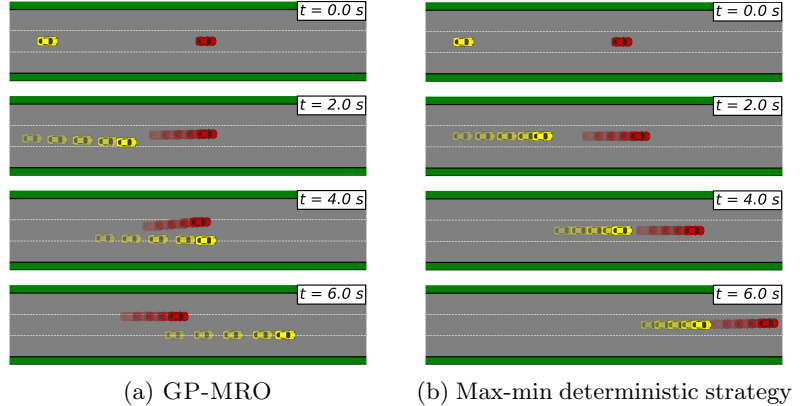 t = 0.0 s
t = 2.0 s
t = 4.0 s
t = 6.0 s
(a) GP-MRO
t = 0.0 s
t = 2.0 s
t = 4.0 s
t = 6.0 s
(b) Max-min deterministic strategy